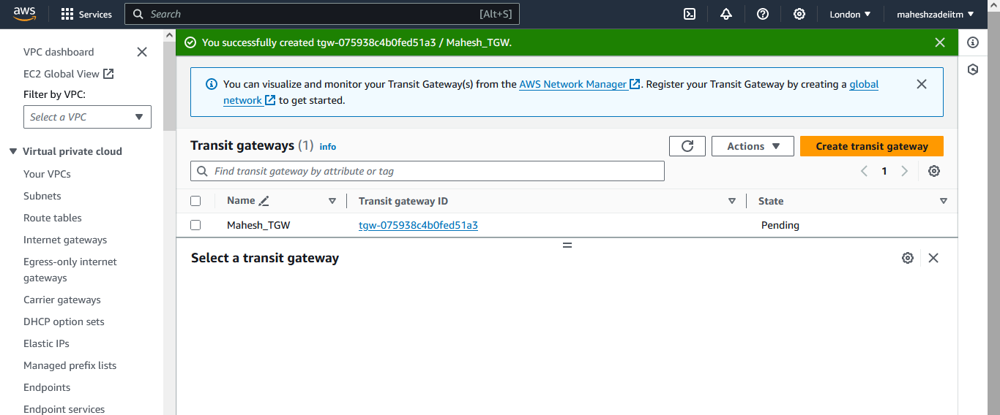 aws
Services
Search
[Alt+S]
London
maheshzadeiitm
VPC dashboard
EC2 Global View
Filter by VPC:
Select a VPC
Virtual private cloud
Your VPCs
Subnets
Route tables
Internet gateways
Egress-only internet
gateways
Carrier gateways
DHCP option sets
Elastic IPs
Managed prefix lists
Endpoints
Endpoint services
You successfully created tgw-075938c4b0fed51a3 / Mahesh_TGW.
You can visualize and monitor your Transit Gateway(s) from the AWS Network Manager. Register your Transit Gateway by creating a global
network to get started.
Transit gateways (1) info
Actions
Create transit gateway
Find transit gateway by attribute or tag
1
Name Transit gateway ID State
Mahesh_TGW tgw-075938c4b0fed51a3 Pending
Select a transit gateway